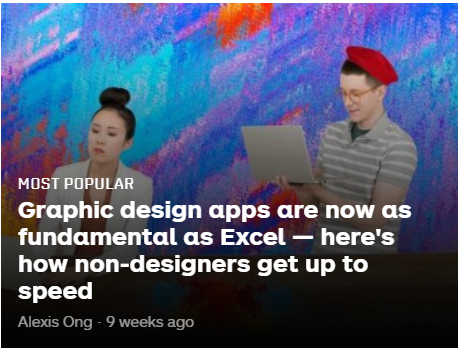 MOST POPULAR
Graphic design apps are now as
fundamental as Excel — here's
how non-designers get up to
speed
Alexis Ong · 9 weeks ago